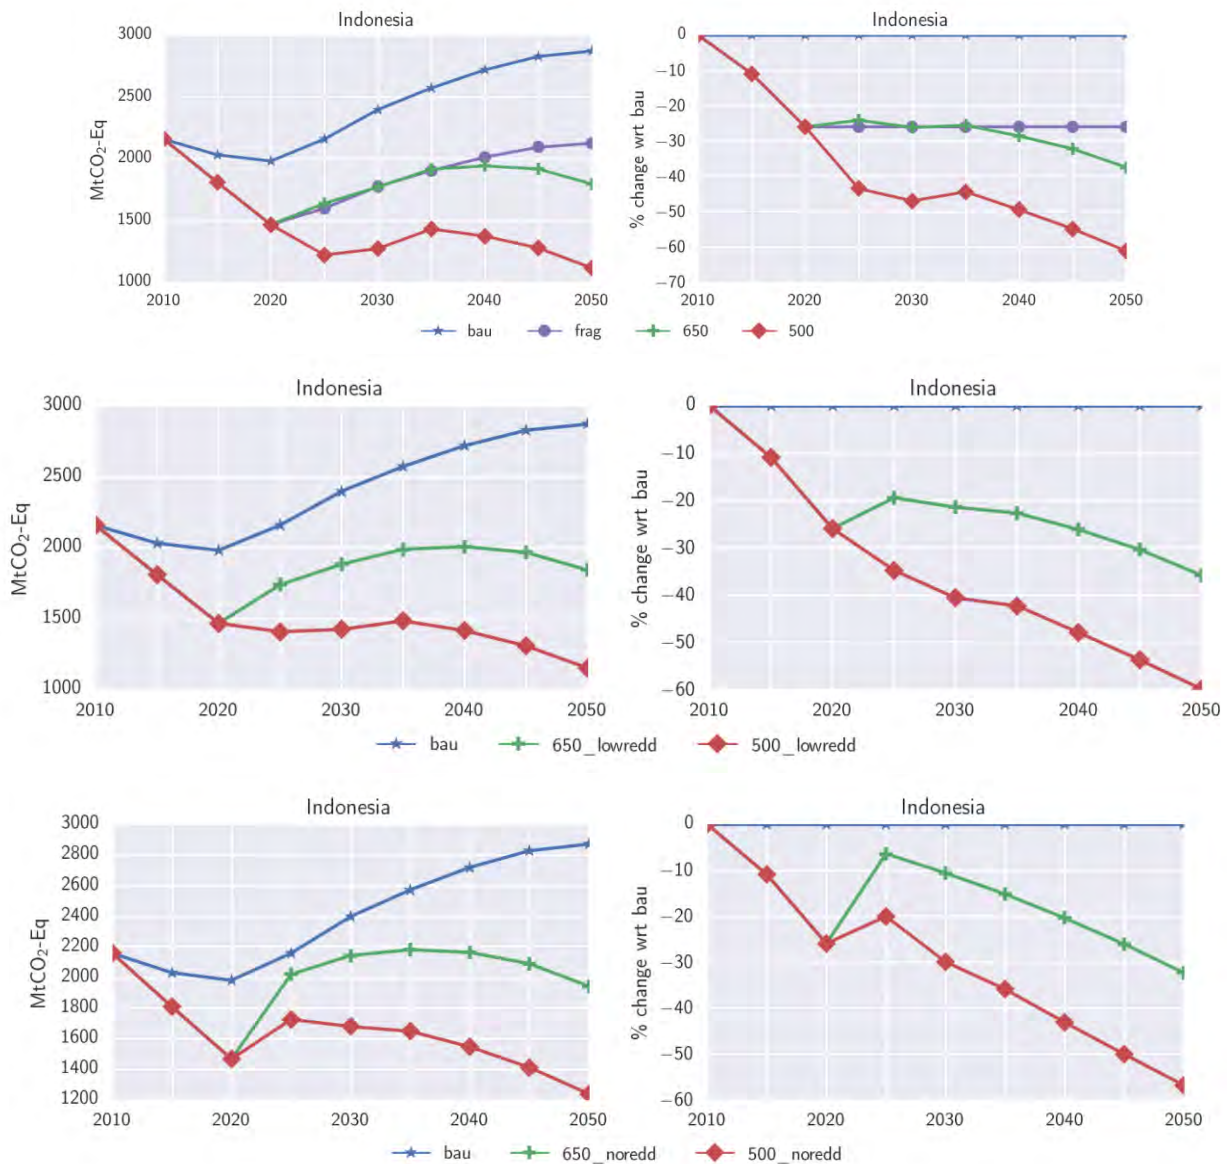 Indonesia
3000
2500
2000
1500
1000
MtCO₂-Eq
2010 2020 2030 2040 2050
Indonesia
0
−10
−20
−30
−40
−50
−60
−70
% change wrt bau
2010 2020 2030 2040 2050
bau frag 650 500
Indonesia
3000
2500
2000
1500
1000
MtCO₂-Eq
2010 2020 2030 2040 2050
Indonesia
0
−10
−20
−30
−40
−50
−60
% change wrt bau
2010 2020 2030 2040 2050
bau 650_lowredd 500_lowredd
Indonesia
3000
2800
2600
2400
2200
2000
1800
1600
1400
1200
MtCO₂-Eq
2010 2020 2030 2040 2050
Indonesia
0
−10
−20
−30
−40
−50
−60
% change wrt bau
2010 2020 2030 2040 2050
bau 650_noredd 500_noredd